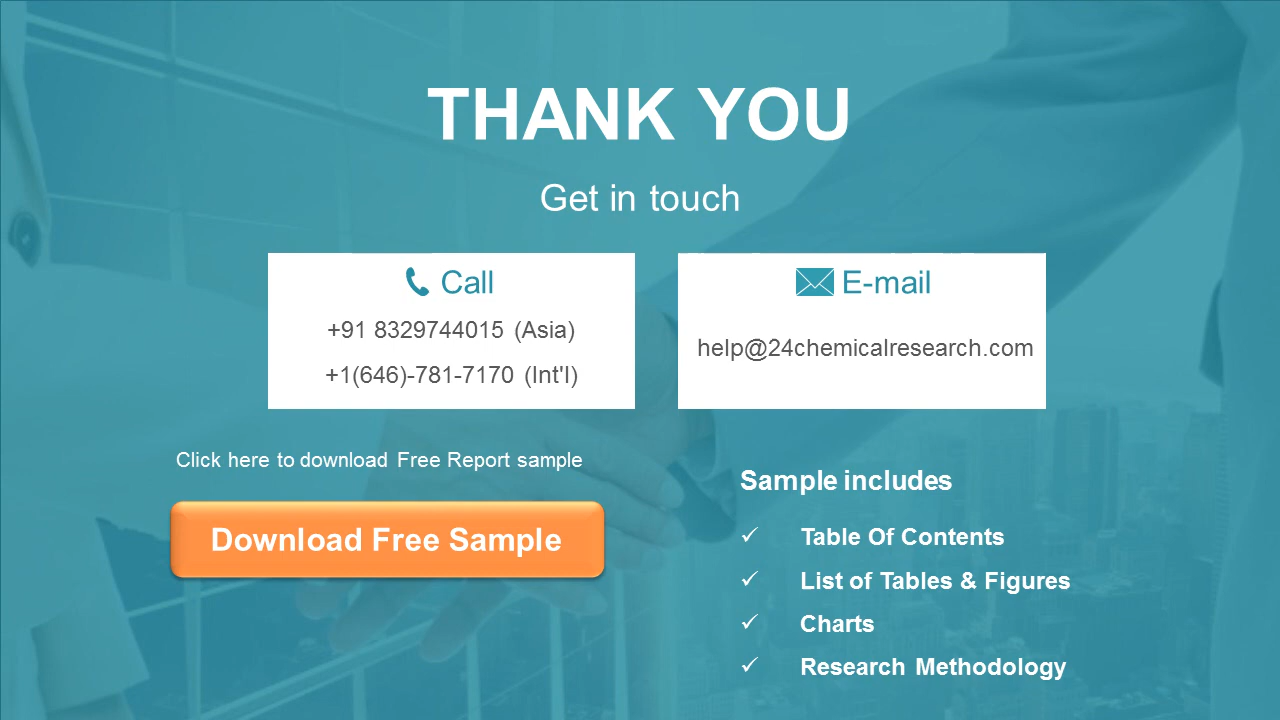 THANK YOU
Get in touch
Call
+91 8329744015 (Asia)
+1(646)-781-7170 (Int'l)
E-mail
help@24chemicalresearch.com
Click here to download Free Report sample
Download Free Sample
Sample includes
✓ Table Of Contents
✓ List of Tables & Figures
✓ Charts
✓ Research Methodology